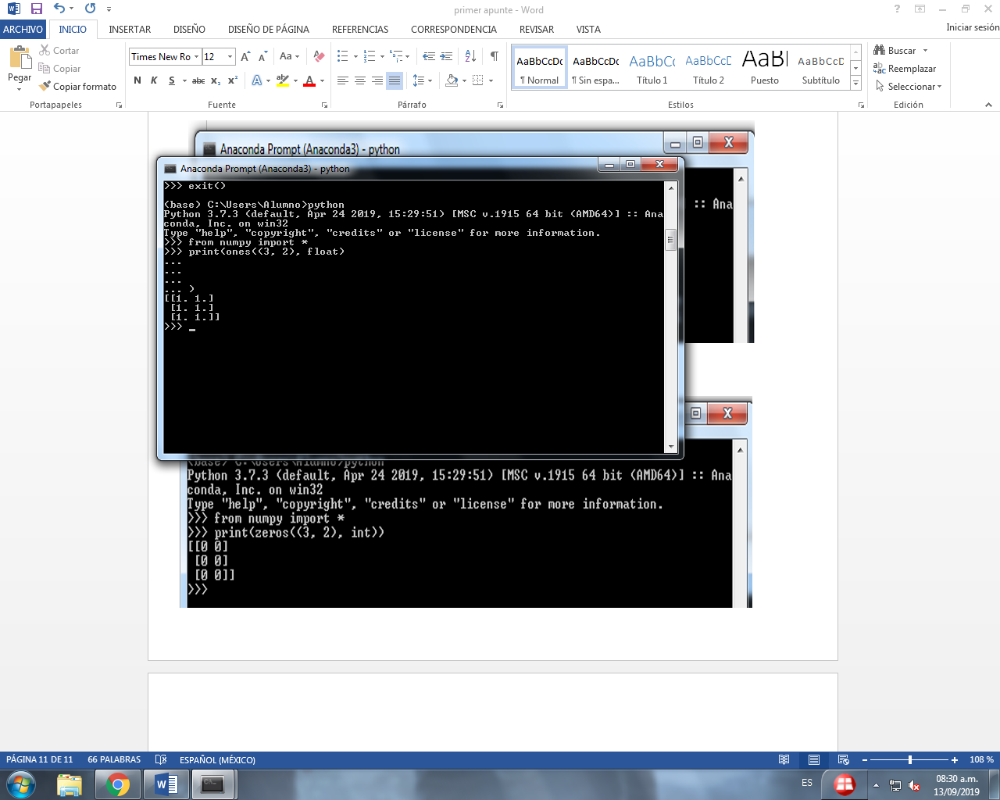 primer apunte - Word
ARCHIVO INICIO INSERTAR DISEÑO DISEÑO DE PÁGINA REFERENCIAS CORRESPONDENCIA REVISAR VISTA Iniciar sesión
Pegar
Cortar
Copiar
Copiar formato
Portapapeles
Times New Ro 12
N K S abc x₂ x²
Fuente
Párrafo
AaBbCcDc AaBbCcDc AaBbCc AaBbCcD AaBl AaBbCcD
¶ Normal ¶ Sin espa... Título 1 Título 2 Puesto Subtítulo
Estilos
Buscar
Reemplazar
Seleccionar
Edición
Anaconda Prompt (Anaconda3) - python
:: Ana
Anaconda Prompt (Anaconda3) - python
>>> exit()
(base) C:\Users\Alumno>python
Python 3.7.3 (default, Apr 24 2019, 15:29:51) [MSC v.1915 64 bit (AMD64)] :: Ana
conda, Inc. on win32
Type "help", "copyright", "credits" or "license" for more information.
>>> from numpy import *
>>> print(ones((3, 2), float)
...
...
...
... )
[[1. 1.]
 [1. 1.]
 [1. 1.]]
>>>
(base) C:\Users\Alumno>python
Python 3.7.3 (default, Apr 24 2019, 15:29:51) [MSC v.1915 64 bit (AMD64)] :: Ana
conda, Inc. on win32
Type "help", "copyright", "credits" or "license" for more information.
>>> from numpy import *
>>> print(zeros((3, 2), int))
[[0 0]
 [0 0]
 [0 0]]
>>>
PÁGINA 11 DE 11 66 PALABRAS ESPAÑOL (MÉXICO) 108 %
ES
08:30 a.m.
13/09/2019